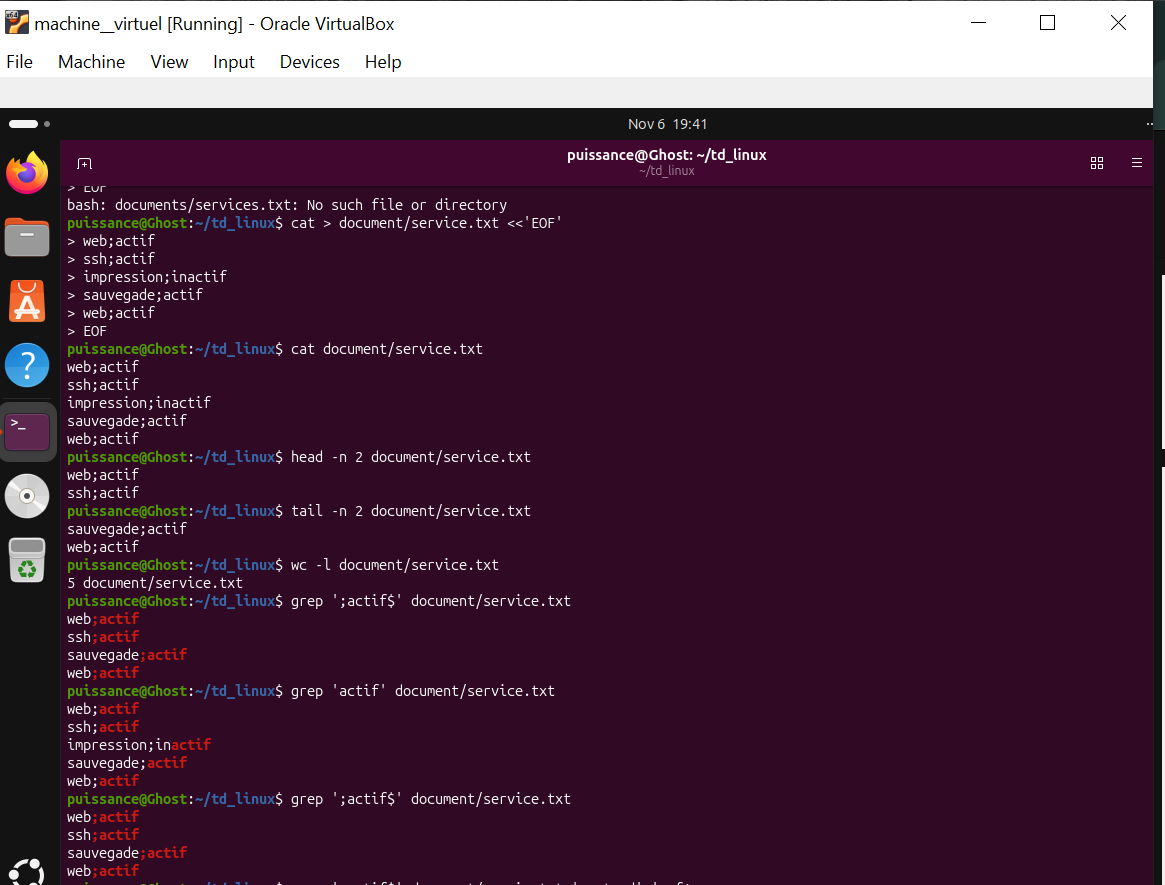 machine__virtuel [Running] - Oracle VirtualBox
File Machine View Input Devices Help
Nov 6 19:41
puissance@Ghost: ~/td_linux
~/td_linux
> EOF
bash: documents/services.txt: No such file or directory
puissance@Ghost:~/td_linux$ cat > document/service.txt <<'EOF'
> web;actif
> ssh;actif
> impression;inactif
> sauvegade;actif
> web;actif
> EOF
puissance@Ghost:~/td_linux$ cat document/service.txt
web;actif
ssh;actif
impression;inactif
sauvegade;actif
web;actif
puissance@Ghost:~/td_linux$ head -n 2 document/service.txt
web;actif
ssh;actif
puissance@Ghost:~/td_linux$ tail -n 2 document/service.txt
sauvegade;actif
web;actif
puissance@Ghost:~/td_linux$ wc -l document/service.txt
5 document/service.txt
puissance@Ghost:~/td_linux$ grep ';actif$' document/service.txt
web;actif
ssh;actif
sauvegade;actif
web;actif
puissance@Ghost:~/td_linux$ grep 'actif' document/service.txt
web;actif
ssh;actif
impression;inactif
sauvegade;actif
web;actif
puissance@Ghost:~/td_linux$ grep ';actif$' document/service.txt
web;actif
ssh;actif
sauvegade;actif
web;actif